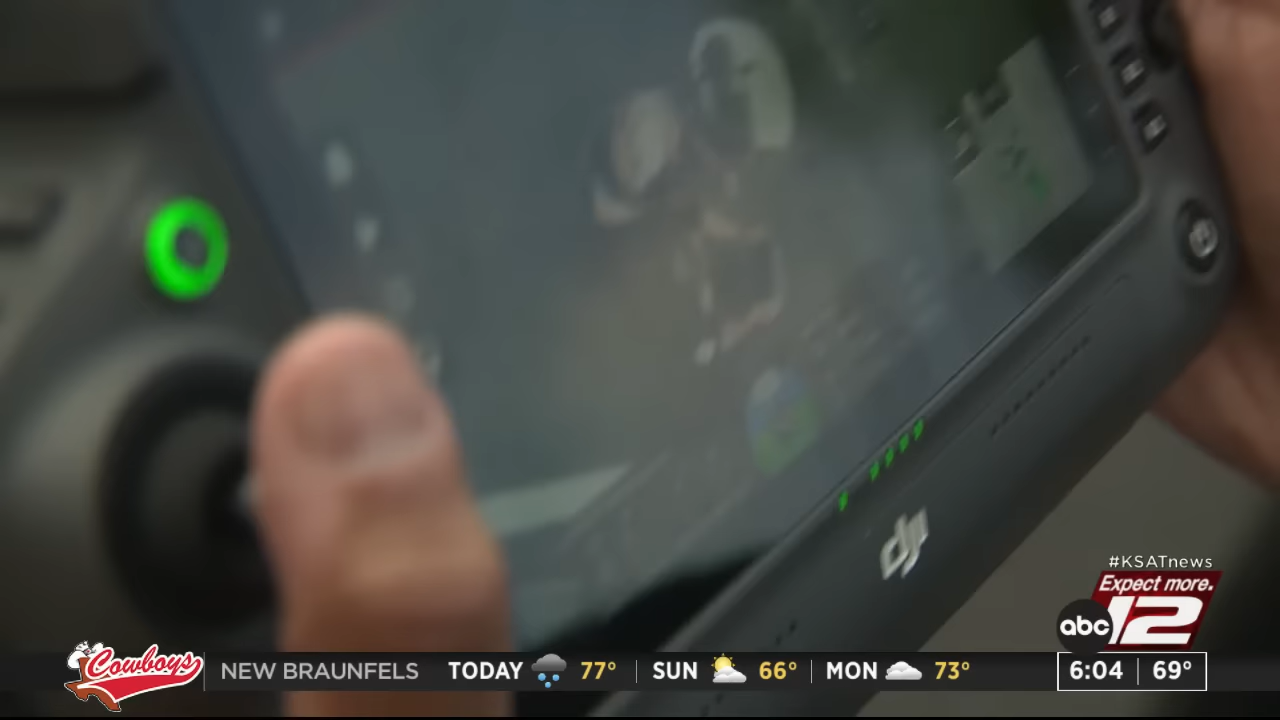 dji
#KSATnews
Expect more.
abc 12
Cowboys NEW BRAUNFELS TODAY 77° SUN 66° MON 73° 6:04 69°